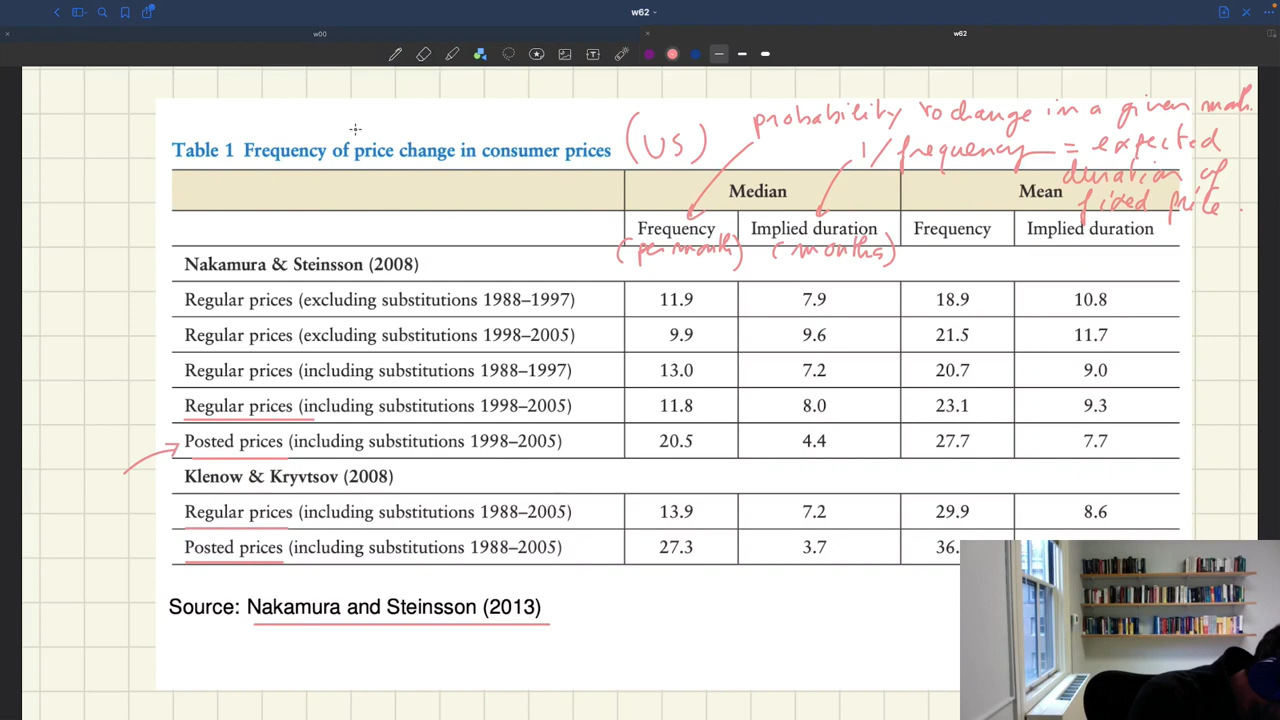 w62
w00
w62
probability to change in a given month.
Table 1 Frequency of price change in consumer prices
(US)
1/frequency = expected
duration of
fixed price.
Median
Mean
Frequency
Implied duration
Frequency
Implied duration
(per month)
(months)
Nakamura & Steinsson (2008)
Regular prices (excluding substitutions 1988–1997) 11.9 7.9 18.9 10.8
Regular prices (excluding substitutions 1998–2005) 9.9 9.6 21.5 11.7
Regular prices (including substitutions 1988–1997) 13.0 7.2 20.7 9.0
Regular prices (including substitutions 1998–2005) 11.8 8.0 23.1 9.3
Posted prices (including substitutions 1998–2005) 20.5 4.4 27.7 7.7
Klenow & Kryvtsov (2008)
Regular prices (including substitutions 1988–2005) 13.9 7.2 29.9 8.6
Posted prices (including substitutions 1988–2005) 27.3 3.7 36.
Source: Nakamura and Steinsson (2013)